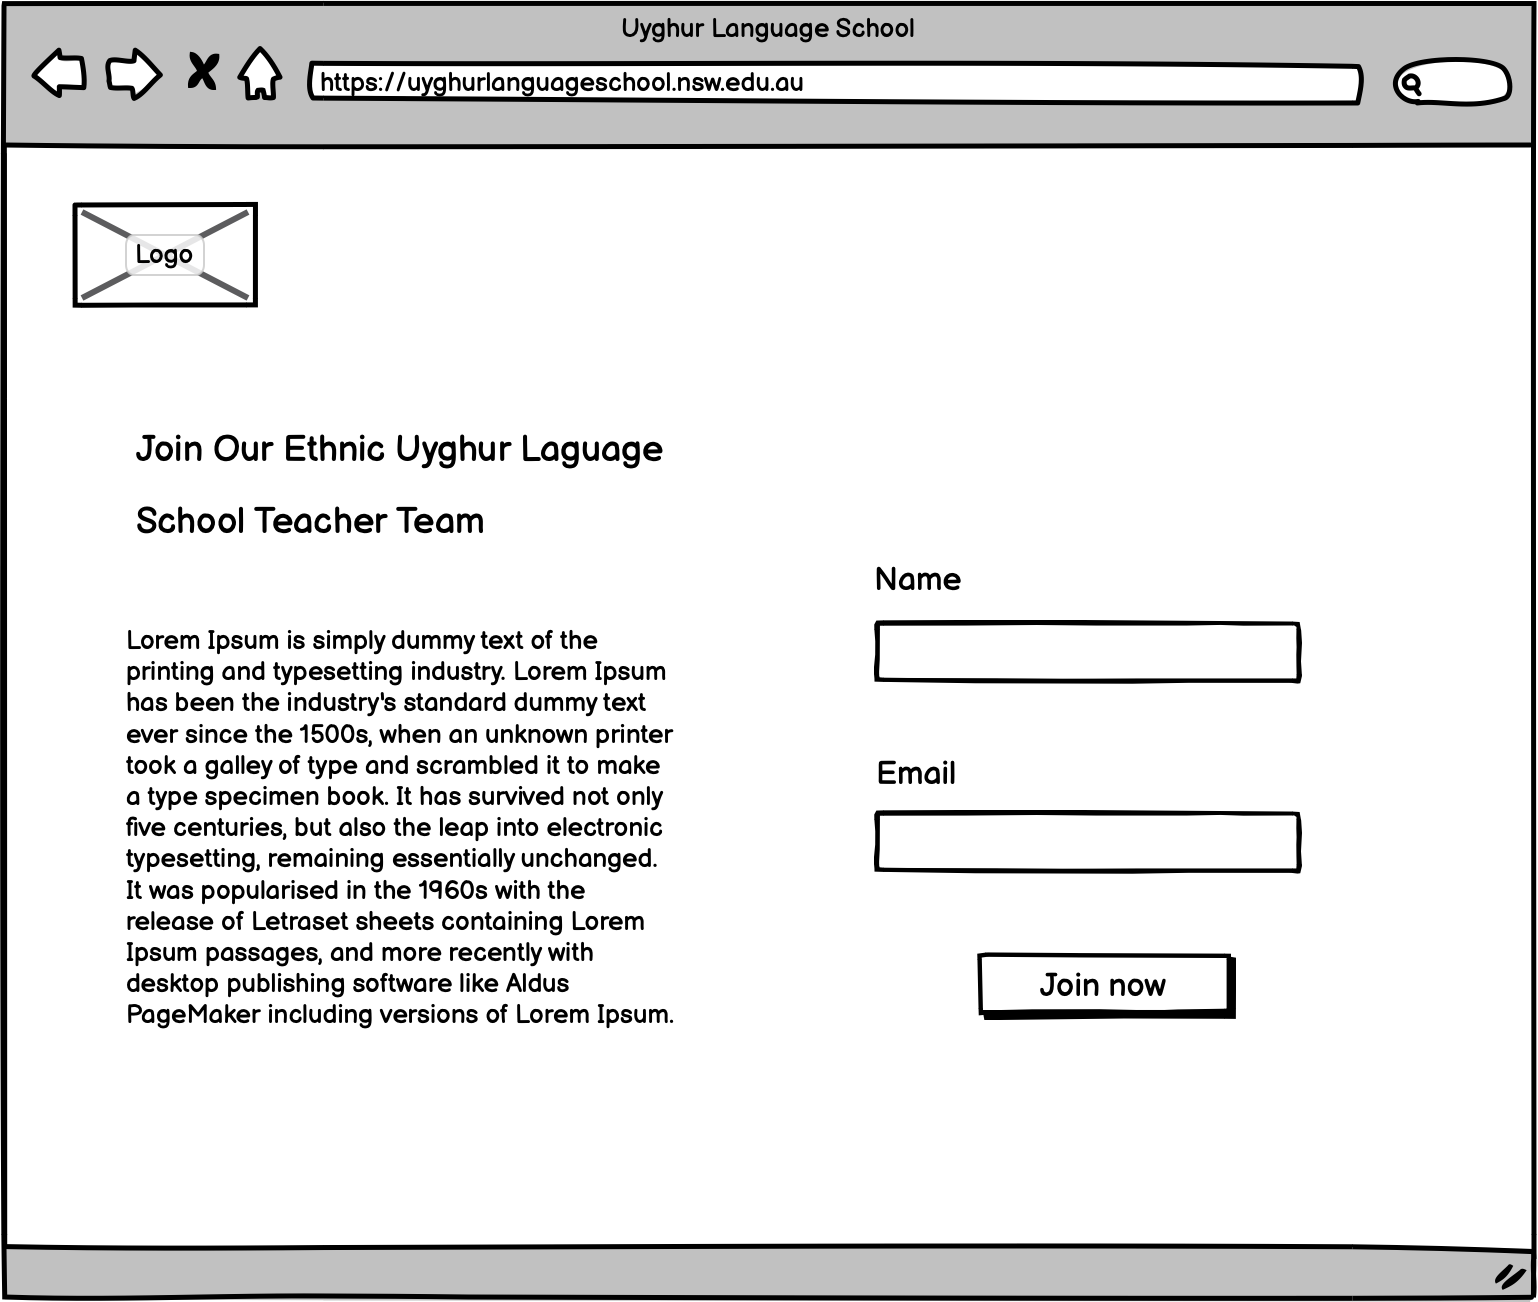 Uyghur Language School
https://uyghurlanguageschool.nsw.edu.au
Logo
Join Our Ethnic Uyghur Laguage
School Teacher Team
Lorem Ipsum is simply dummy text of the
printing and typesetting industry. Lorem Ipsum
has been the industry's standard dummy text
ever since the 1500s, when an unknown printer
took a galley of type and scrambled it to make
a type specimen book. It has survived not only
five centuries, but also the leap into electronic
typesetting, remaining essentially unchanged.
It was popularised in the 1960s with the
release of Letraset sheets containing Lorem
Ipsum passages, and more recently with
desktop publishing software like Aldus
PageMaker including versions of Lorem Ipsum.
Name
Email
Join now